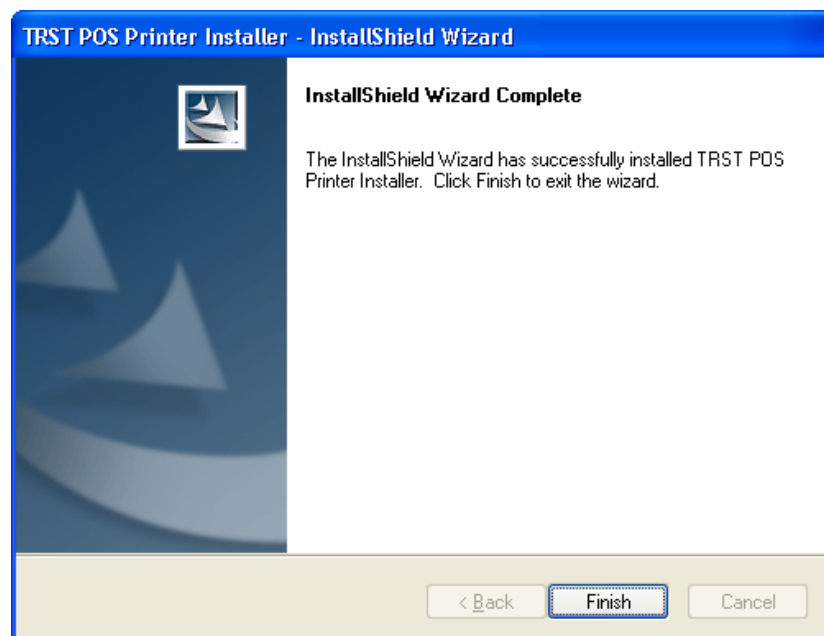 TRST POS Printer Installer - InstallShield Wizard
InstallShield Wizard Complete
The InstallShield Wizard has successfully installed TRST POS
Printer Installer. Click Finish to exit the wizard.
< Back Finish Cancel